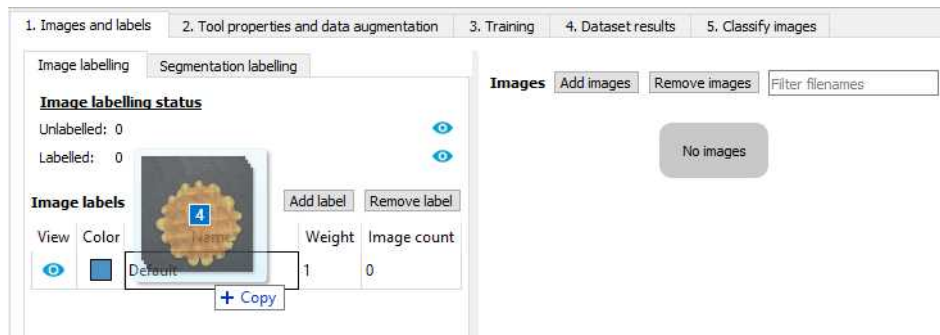 1. Images and labels 2. Tool properties and data augmentation 3. Training 4. Dataset results 5. Classify images
Image labelling Segmentation labelling
Image labelling status
Unlabelled: 0
Labelled: 0
Image labels Add label Remove label
View Color Name Weight Image count
Default 1 0
4
+ Copy
Images Add images Remove images Filter filenames
No images